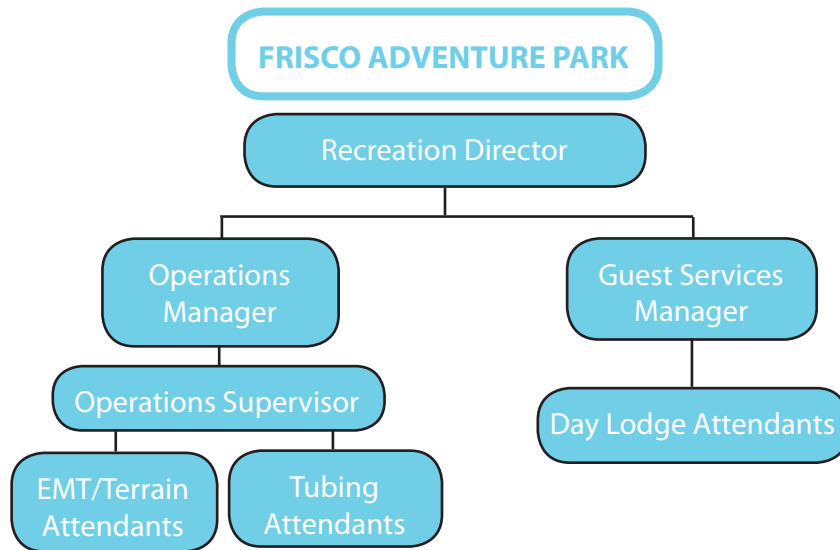 FRISCO ADVENTURE PARK
Recreation Director
Operations
Manager
Guest Services
Manager
Operations Supervisor
Day Lodge Attendants
EMT/Terrain
Attendants
Tubing
Attendants